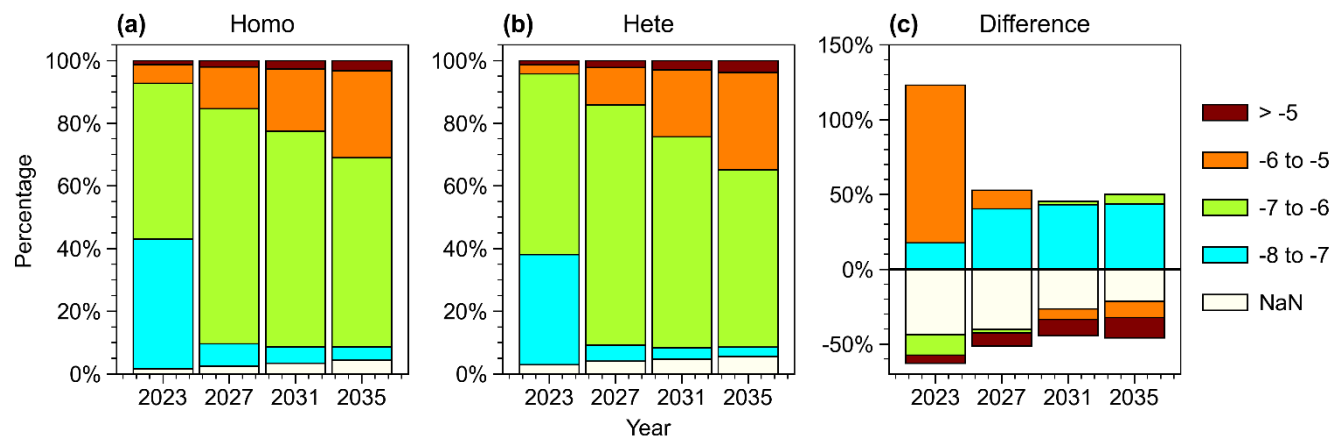 (a) Homo
(b) Hete
(c) Difference
Percentage
100%
80%
60%
40%
20%
0%
2023 2027 2031 2035
100%
80%
60%
40%
20%
0%
2023 2027 2031 2035
Year
150%
100%
50%
0%
-50%
2023 2027 2031 2035
> -5
-6 to -5
-7 to -6
-8 to -7
NaN